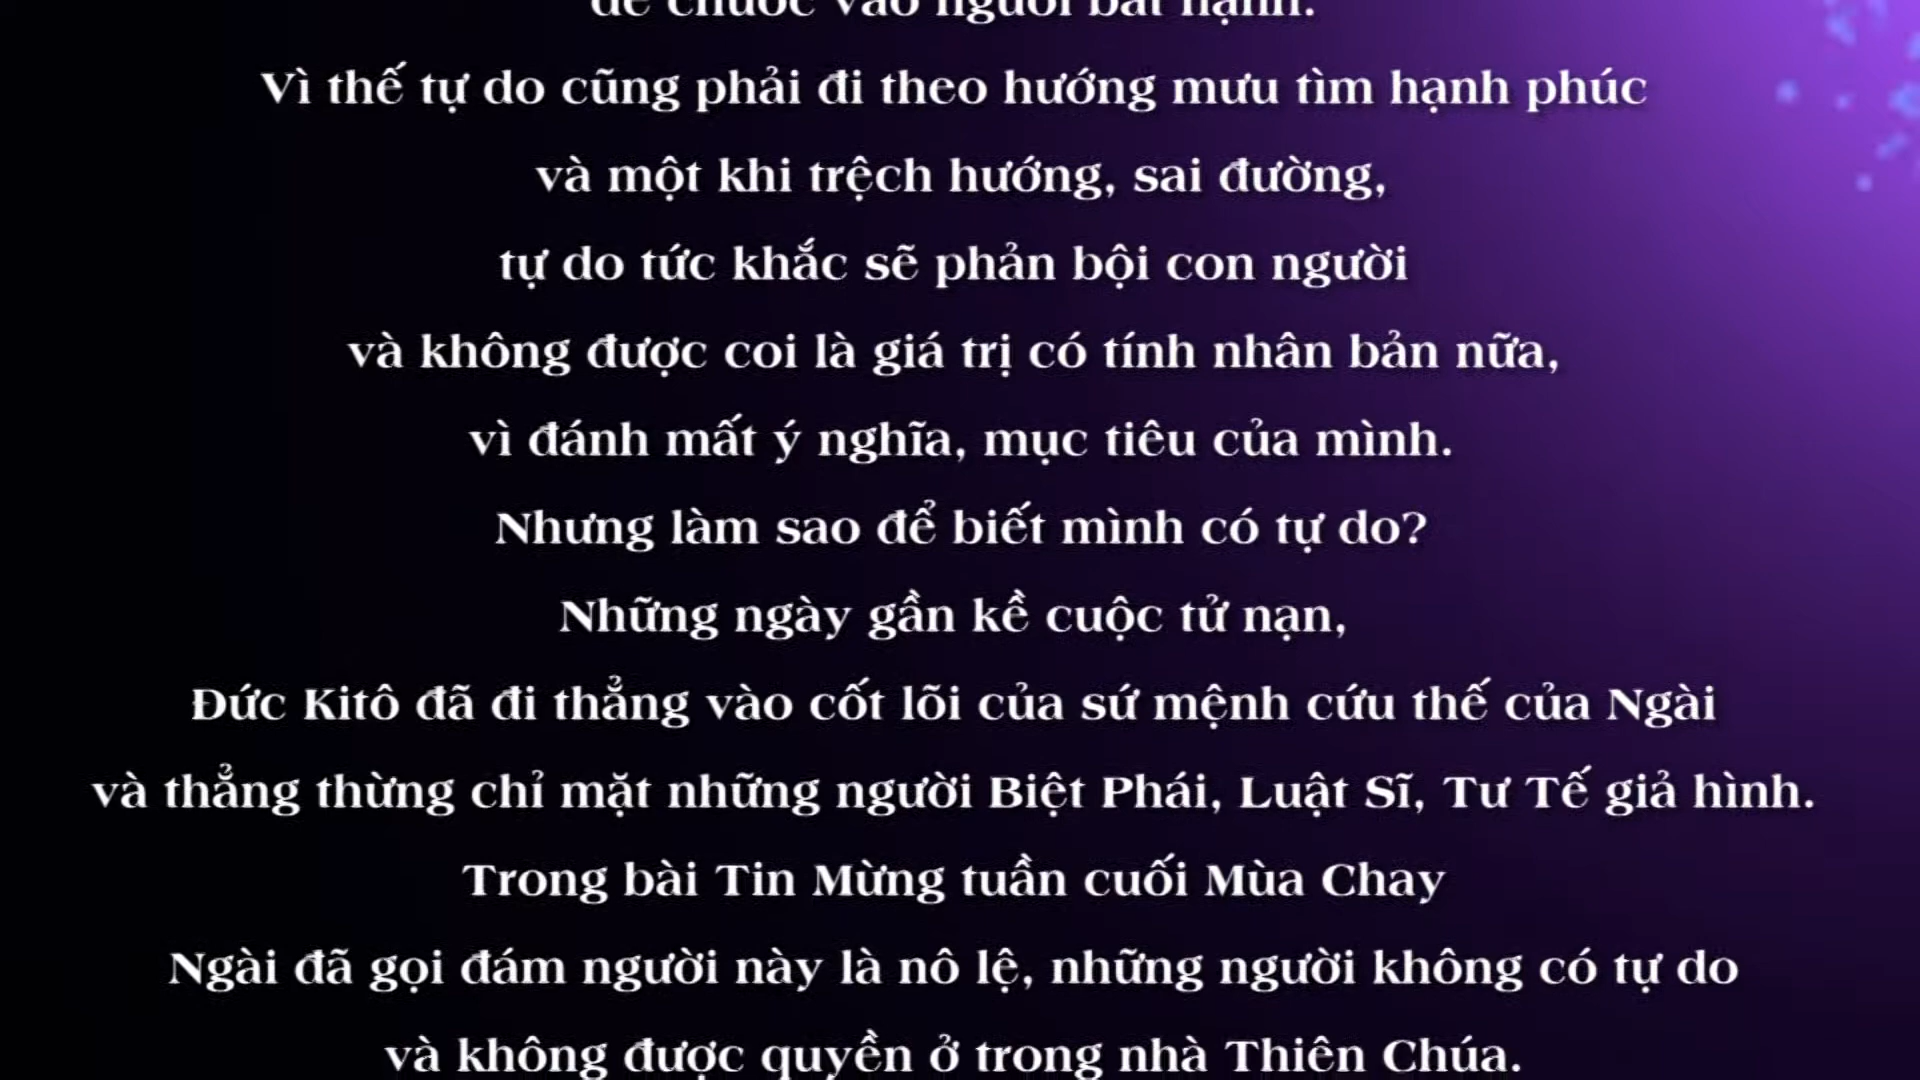 để chuốc vào người bất hạnh.
Vì thế tự do cũng phải đi theo hướng mưu tìm hạnh phúc
và một khi trệch hướng, sai đường,
tự do tức khắc sẽ phản bội con người
và không được coi là giá trị có tính nhân bản nữa,
vì đánh mất ý nghĩa, mục tiêu của mình.
Nhưng làm sao để biết mình có tự do?
Những ngày gần kề cuộc tử nạn,
Đức Kitô đã đi thẳng vào cốt lõi của sứ mệnh cứu thế của Ngài
và thẳng thừng chỉ mặt những người Biệt Phái, Luật Sĩ, Tư Tế giả hình.
Trong bài Tin Mừng tuần cuối Mùa Chay
Ngài đã gọi đám người này là nô lệ, những người không có tự do
và không được quyền ở trong nhà Thiên Chúa.